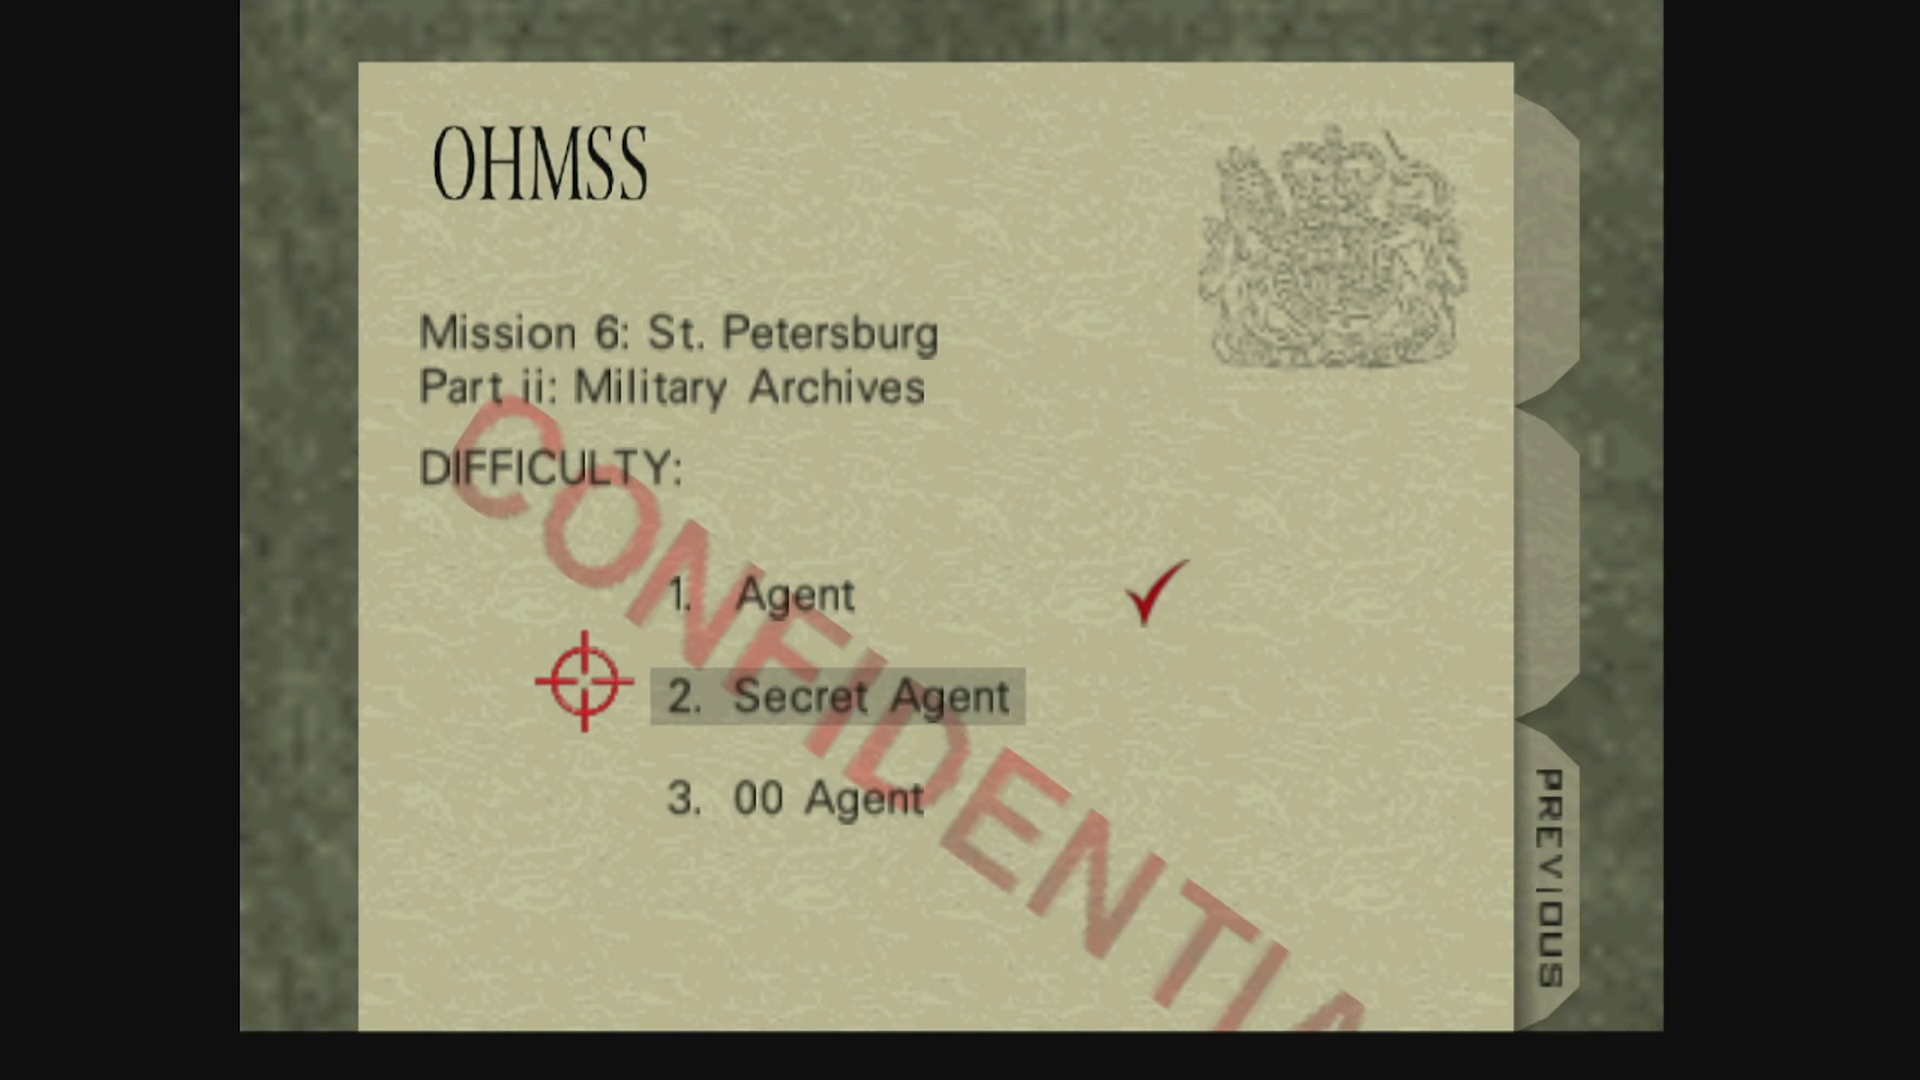 OHMSS
Mission 6: St. Petersburg
Part ii: Military Archives
DIFFICULTY:
1. Agent
2. Secret Agent
3. 00 Agent
CONFIDENTIA
PREVIOUS